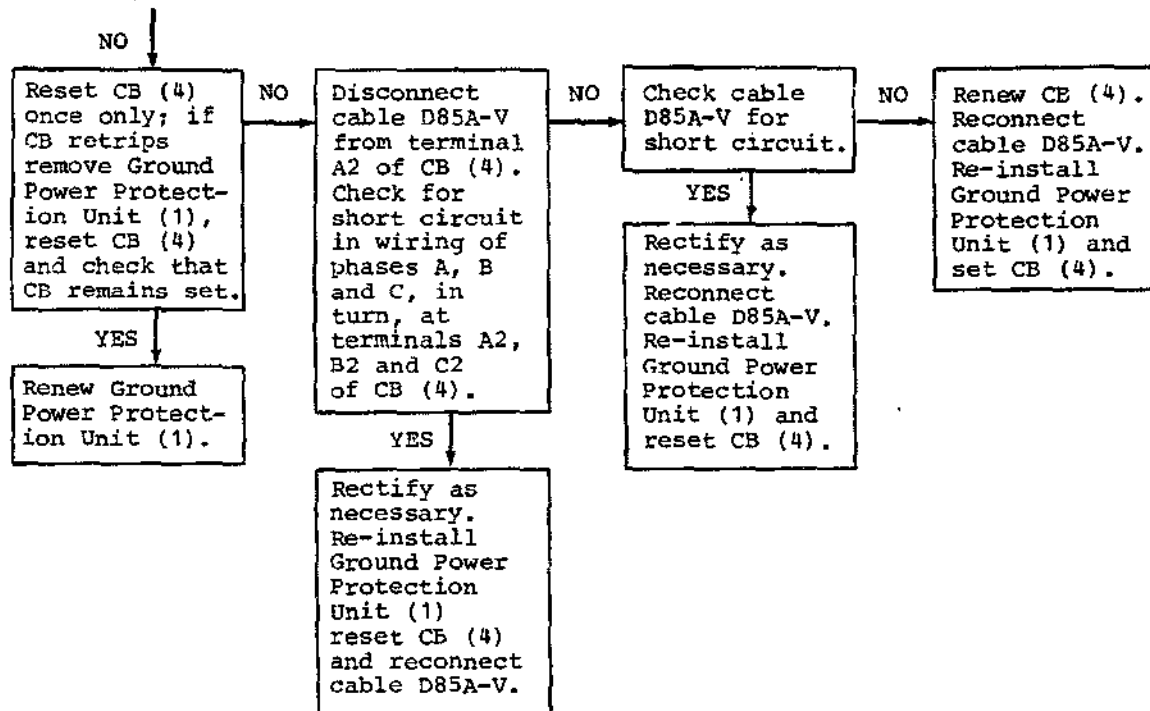 NO
Reset CB (4)
once only; if
CB retrips
remove Ground
Power Protect-
ion Unit (1),
reset CB (4)
and check that
CB remains set.
NO
Disconnect
cable D85A-V
from terminal
A2 of CB (4).
Check for
short circuit
in wiring of
phases A, B
and C, in
turn, at
terminals A2,
B2 and C2
of CB (4).
NO
Check cable
D85A-V for
short circuit.
NO
Renew CB (4).
Reconnect
cable D85A-V.
Re-install
Ground Power
Protection
Unit (1) and
set CB (4).
YES
Renew Ground
Power Protect-
ion Unit (1).
YES
Rectify as
necessary.
Re-install
Ground Power
Protection
Unit (1)
reset CB (4)
and reconnect
cable D85A-V.
YES
Rectify as
necessary.
Reconnect
cable D85A-V.
Re-install
Ground Power
Protection
Unit (1) and
reset CB (4).